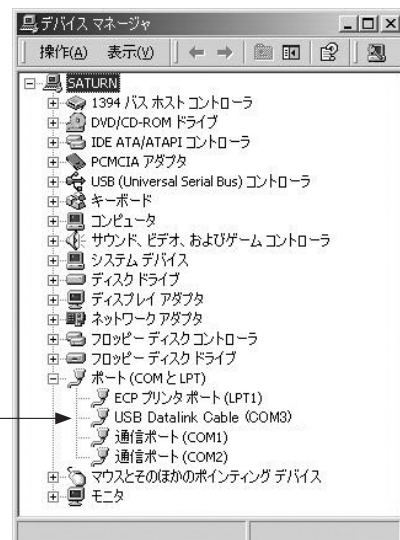 デバイス マネージャ
操作(A) 表示(V)
SATURN
1394 バス ホスト コントローラ
DVD/CD-ROM ドライブ
IDE ATA/ATAPI コントローラ
PCMCIA アダプタ
USB (Universal Serial Bus) コントローラ
キーボード
コンピュータ
サウンド、ビデオ、およびゲーム コントローラ
システム デバイス
ディスク ドライブ
ディスプレイ アダプタ
ネットワーク アダプタ
フロッピー ディスク コントローラ
フロッピー ディスク ドライブ
ポート (COM と LPT)
ECP プリンタ ポート (LPT1)
USB Datalink Cable (COM3)
通信ポート (COM1)
通信ポート (COM2)
マウスとそのほかのポインティング デバイス
モニタ